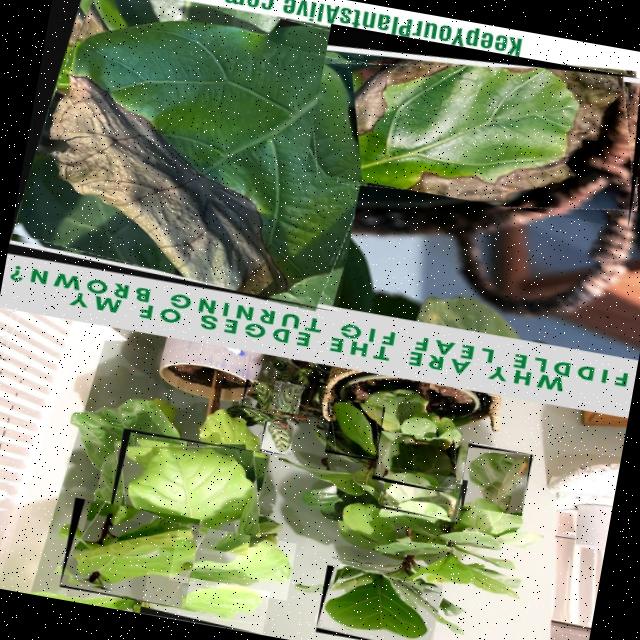 WHY ARE THE EDGES OF MY
FIDDLE LEAF FIG TURNING BROWN?
KeepYourPlantsAlive.com